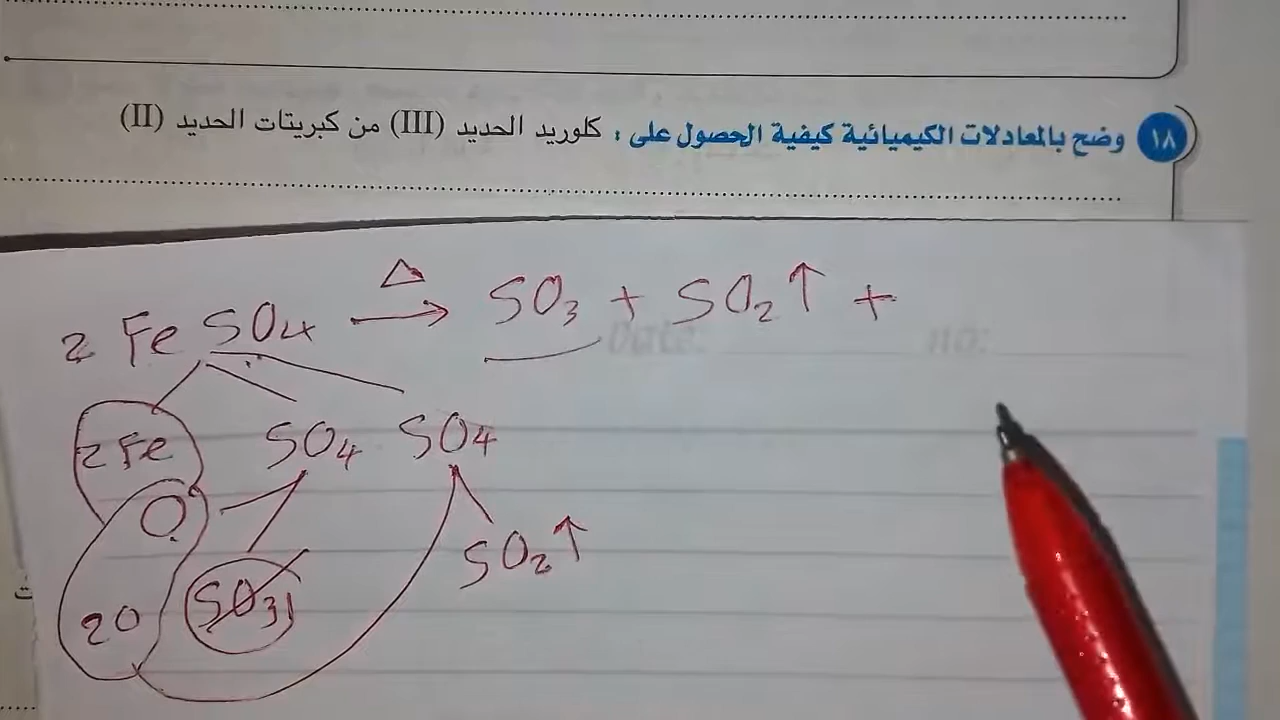 ١٨ وضح بالمعادلات الكيميائية كيفية الحصول على : كلوريد الحديد (III) من كبريتات الحديد (II)
2 FeSO4 →Δ SO3 + SO2↑ +
Date: no:
2Fe SO4 SO4
O
SO2↑
2O SO3